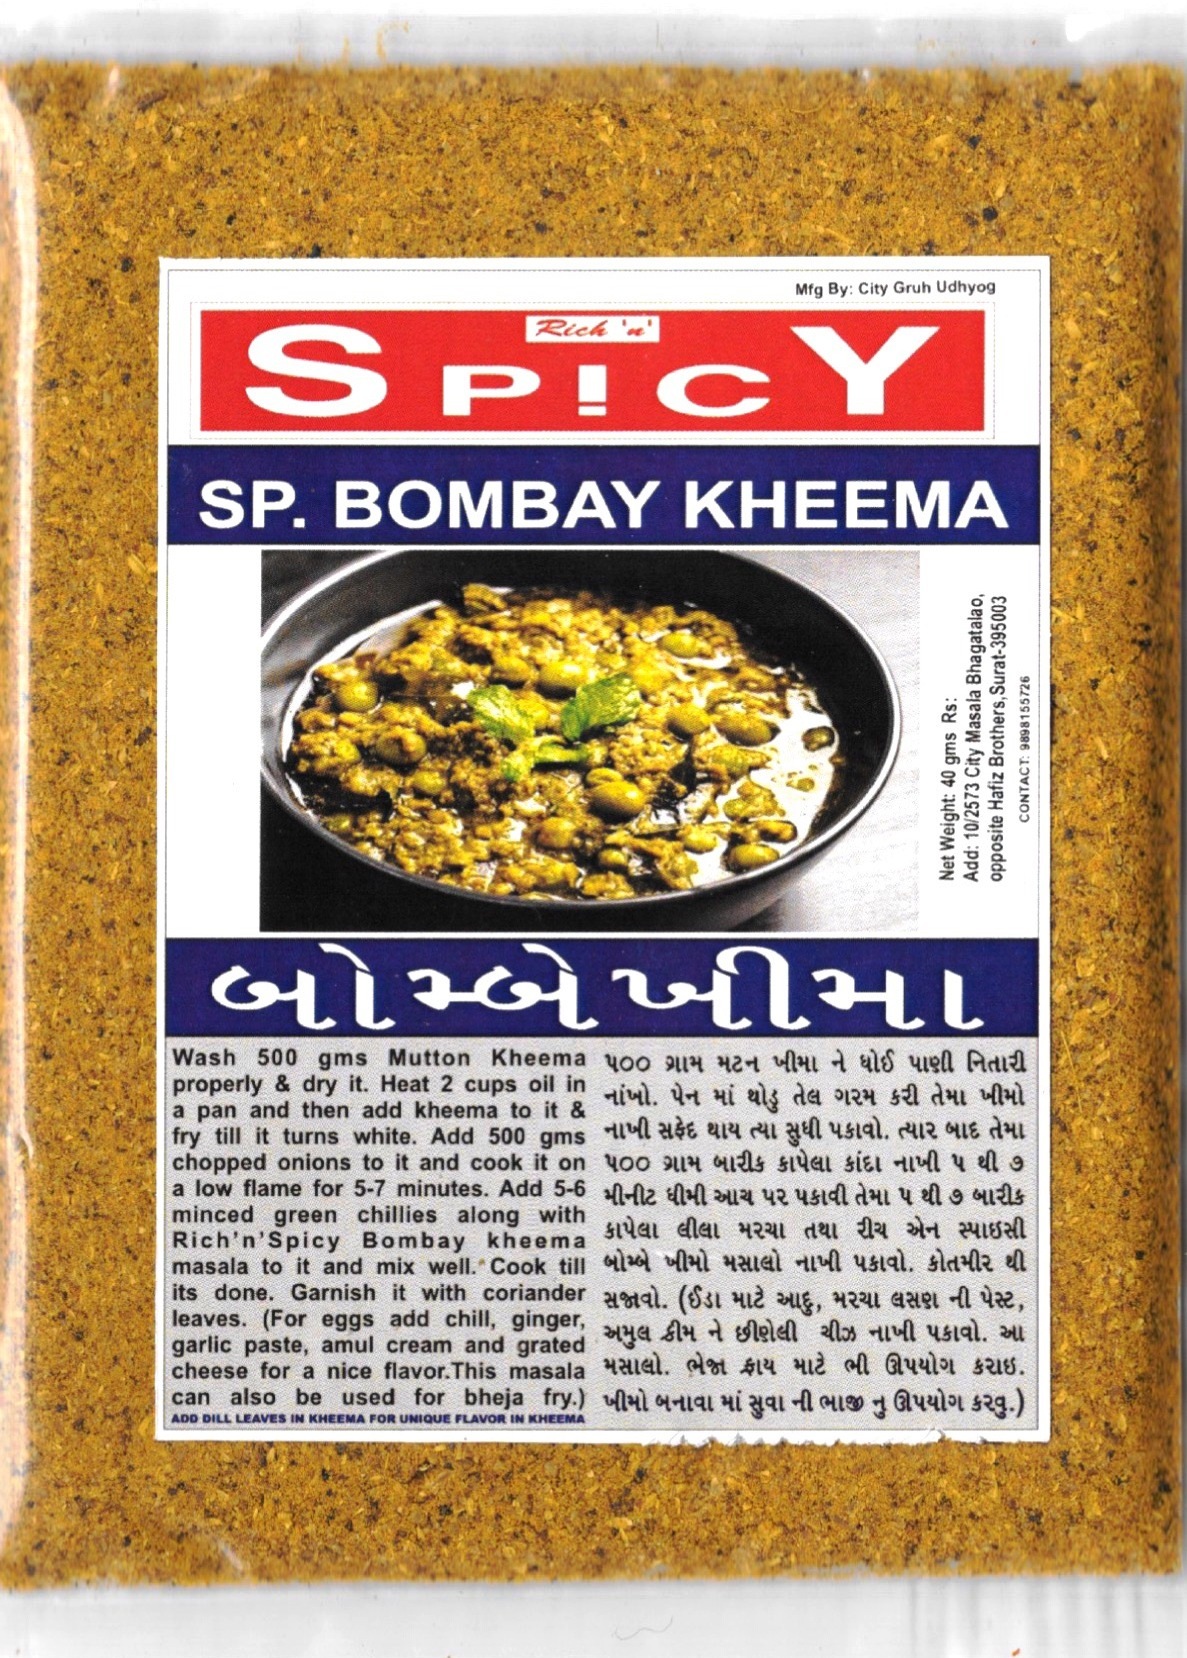 Mfg By: City Gruh Udhyog
Rich 'n'
SP!CY
SP. BOMBAY KHEEMA
Net Weight: 40 gms Rs:
Add: 10/2573 City Masala Bhagatalao,
opposite Hafiz Brothers,Surat-395003
CONTACT: 9898155726
બોમ્બે ખીમા
Wash 500 gms Mutton Kheema
properly & dry it. Heat 2 cups oil in
a pan and then add kheema to it &
fry till it turns white. Add 500 gms
chopped onions to it and cook it on
a low flame for 5-7 minutes. Add 5-6
minced green chillies along with
Rich'n'Spicy Bombay kheema
masala to it and mix well. Cook till
its done. Garnish it with coriander
leaves. (For eggs add chill, ginger,
garlic paste, amul cream and grated
cheese for a nice flavor.This masala
can also be used for bheja fry.)
ADD DILL LEAVES IN KHEEMA FOR UNIQUE FLAVOR IN KHEEMA
૫૦૦ ગ્રામ મટન ખીમા ને ધોઈ પાણી નિતારી
નાંખો. પેન માં થોડુ તેલ ગરમ કરી તેમા ખીમો
નાખી સફેદ થાય ત્યા સુધી પકાવો. ત્યાર બાદ તેમા
૫૦૦ ગ્રામ બારીક કાપેલા કાંદા નાખી ૫ થી ૭
મીનીટ ધીમી આચ પર પકાવી તેમા ૫ થી ૭ બારીક
કાપેલા લીલા મરચા તથા રીચ એન સ્પાઇસી
બોમ્બે ખીમો મસાલો નાખી પકાવો. કોતમીર થી
સજાવો. (ઈડા માટે આદુ, મરચા લસણ ની પેસ્ટ,
અમુલ ક્રીમ ને છીણેલી ચીઝ નાખી પકાવો. આ
મસાલો. ભેજા ફ્રાય માટે ભી ઊપયોગ કરાઇ.
ખીમો બનાવા માં સુવા ની ભાજી નુ ઊપયોગ કરવુ.)